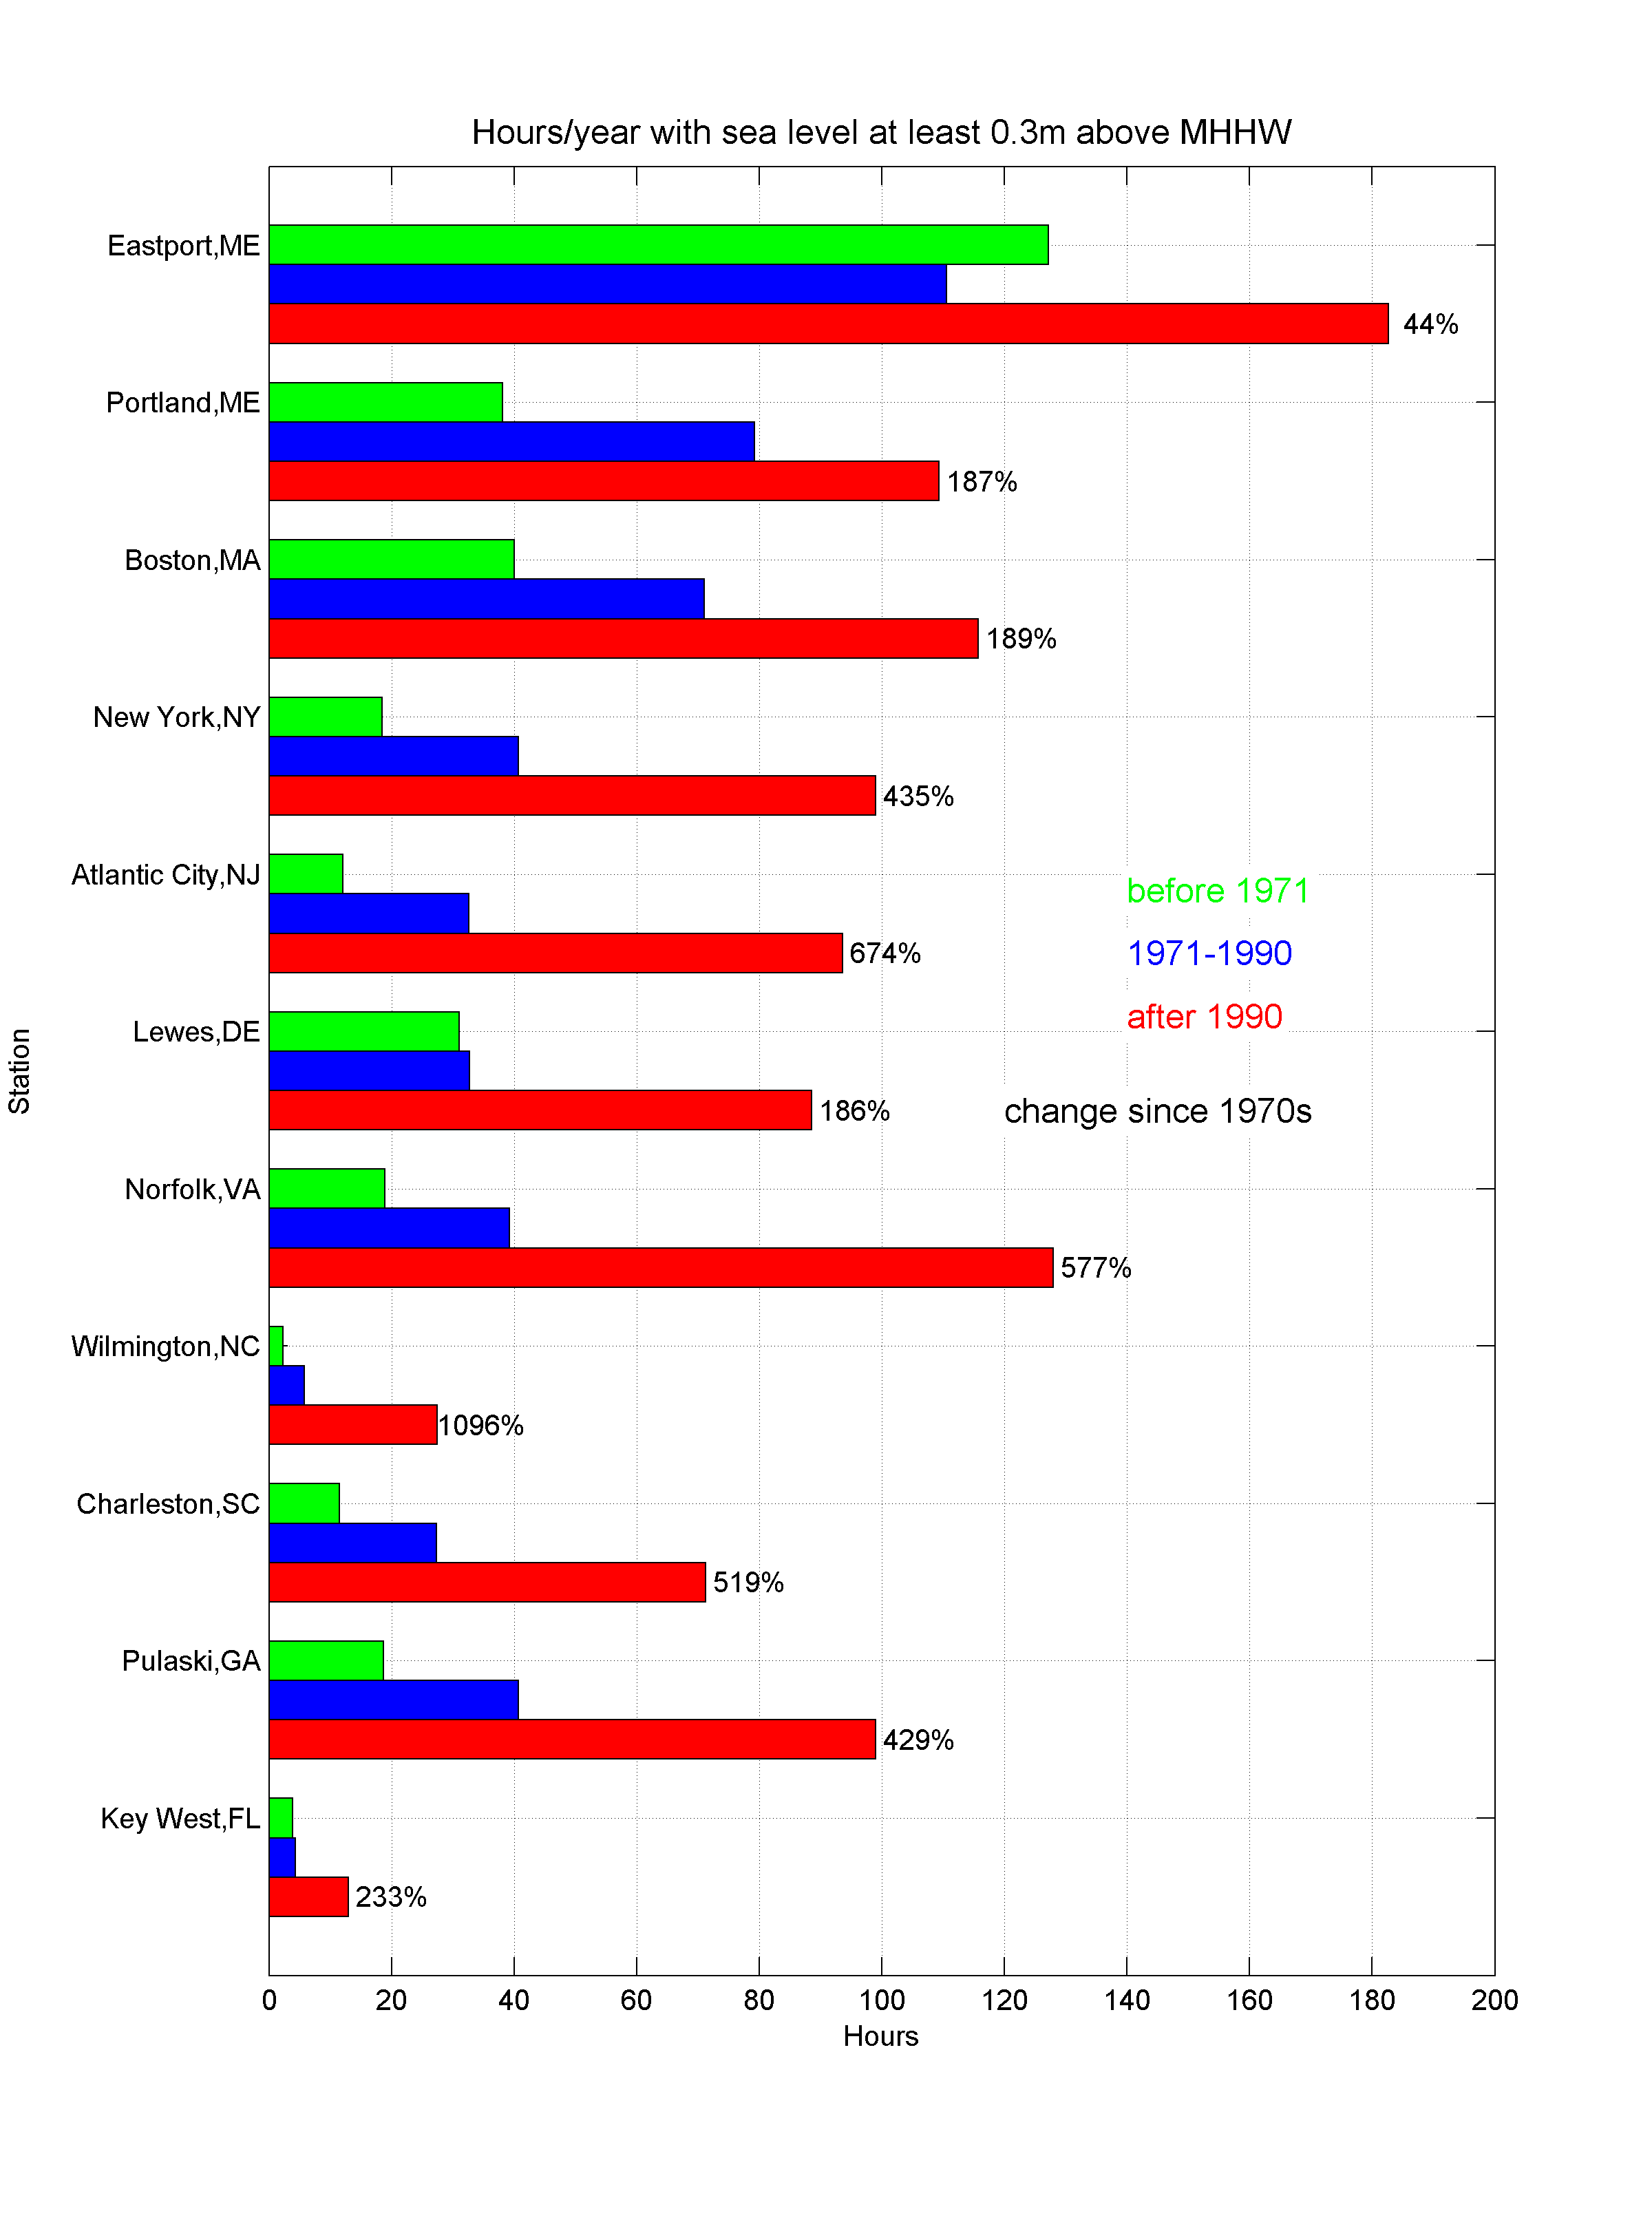 Hours/year with sea level at least 0.3m above MHHW
Eastport,ME
44%
Portland,ME
187%
Boston,MA
189%
New York,NY
435%
Atlantic City,NJ
674%
before 1971
1971-1990
after 1990
Lewes,DE
186%
change since 1970s
Station
Norfolk,VA
577%
Wilmington,NC
1096%
Charleston,SC
519%
Pulaski,GA
429%
Key West,FL
233%
0 20 40 60 80 100 120 140 160 180 200
Hours